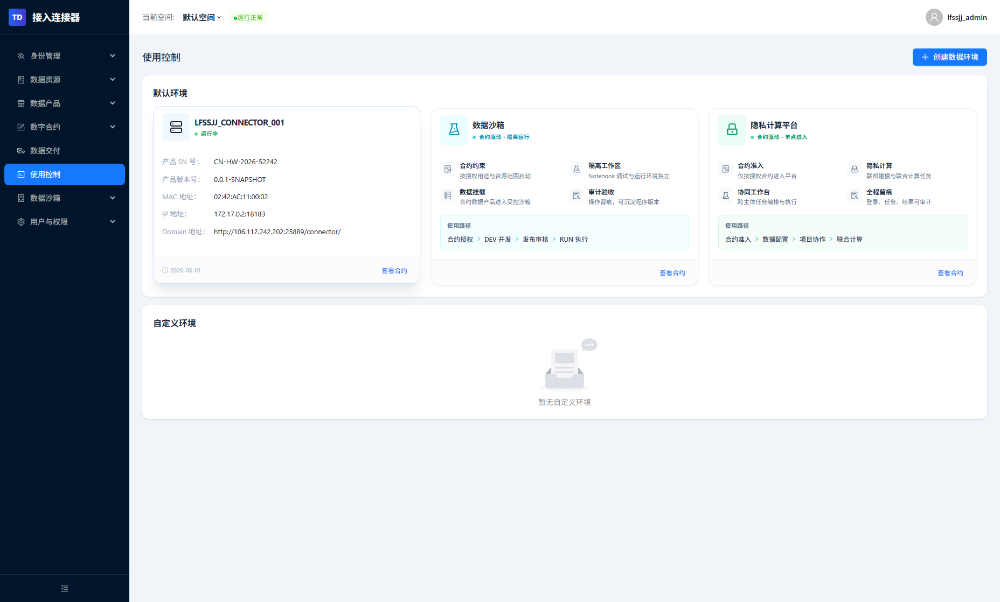 TD 接入连接器
当前空间: 默认空间 运行正常
lfssjj_admin
身份管理
数据资源
数据产品
数字合约
数据交付
使用控制
数据沙箱
用户与权限
使用控制
创建数据环境
默认环境
LFSSJJ_CONNECTOR_001
运行中
产品 SN 号: CN-HW-2026-52242
产品版本号: 0.0.1-SNAPSHOT
MAC 地址: 02:42:AC:11:00:02
IP 地址: 172.17.0.2:18183
Domain 地址: http://106.112.242.202:25889/connector/
2026-06-01 查看合约
数据沙箱
合约驱动 · 隔离运行
合约约束
按授权用途与资源范围启动
隔离工作区
Notebook 调试与运行环境独立
数据挂载
合约数据产品进入受控沙箱
审计验收
操作留痕，可沉淀程序版本
使用路径
合约授权 > DEV 开发 > 发布审核 > RUN 执行
查看合约
隐私计算平台
合约驱动 · 单点进入
合约准入
仅按授权合约进入平台
隐私计算
联邦建模与联合计算任务
协同工作台
跨主体任务编排与执行
全程留痕
登录、任务、结果可审计
使用路径
合约准入 > 数据配置 > 项目协作 > 联合计算
查看合约
自定义环境
暂无自定义环境